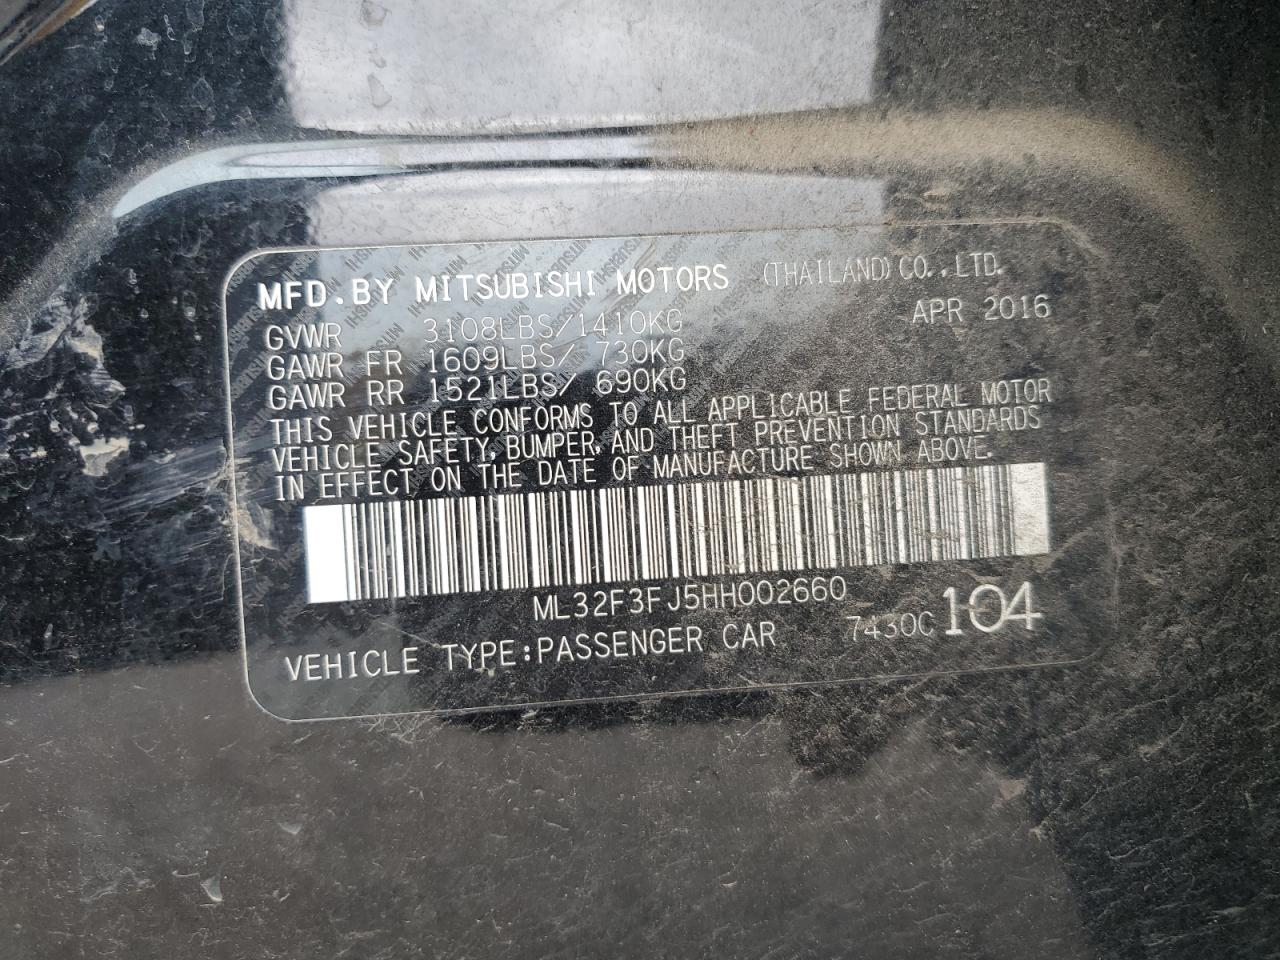 MFD.BY MITSUBISHI MOTORS (THAILAND)CO.,LTD.
GVWR 3108LBS/1410KG APR 2016
GAWR FR 1609LBS/ 730KG
GAWR RR 1521LBS/ 690KG
THIS VEHICLE CONFORMS TO ALL APPLICABLE FEDERAL MOTOR
VEHICLE SAFETY, BUMPER, AND THEFT PREVENTION STANDARDS
IN EFFECT ON THE DATE OF MANUFACTURE SHOWN ABOVE.
ML32F3FJ5HH002660
VEHICLE TYPE:PASSENGER CAR 7430C 104